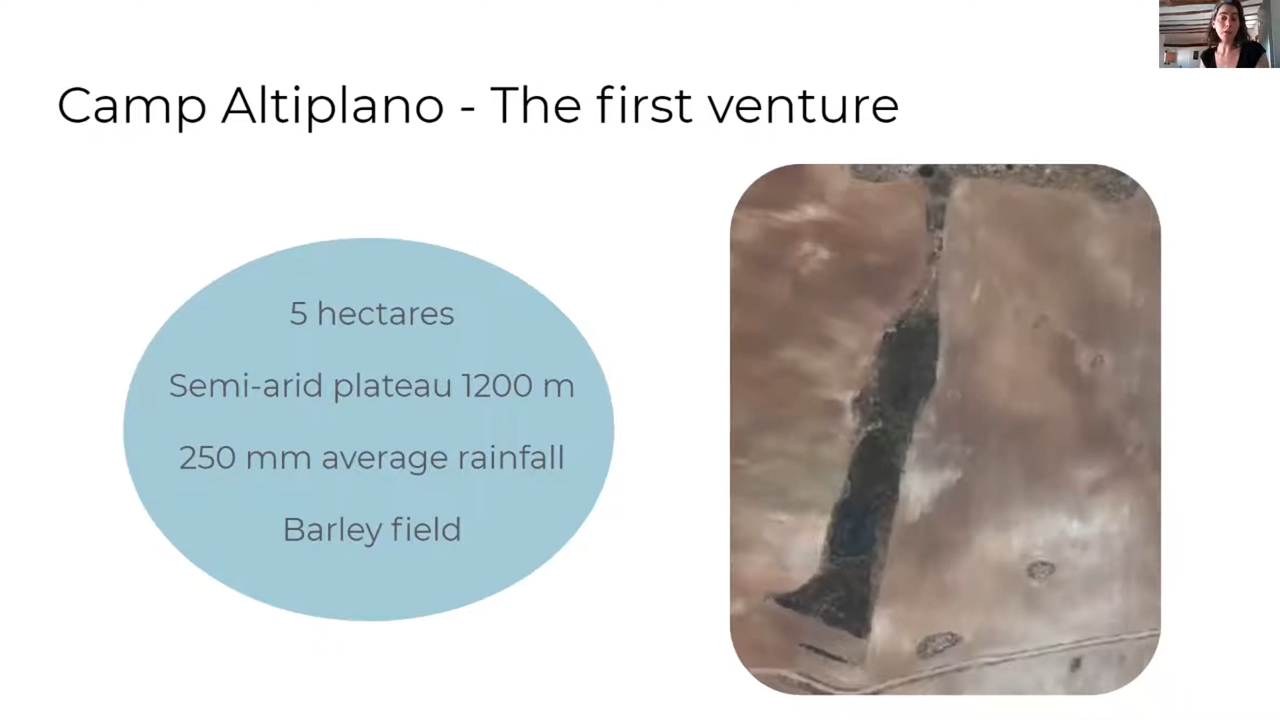 Camp Altiplano - The first venture
5 hectares
Semi-arid plateau 1200 m
250 mm average rainfall
Barley field